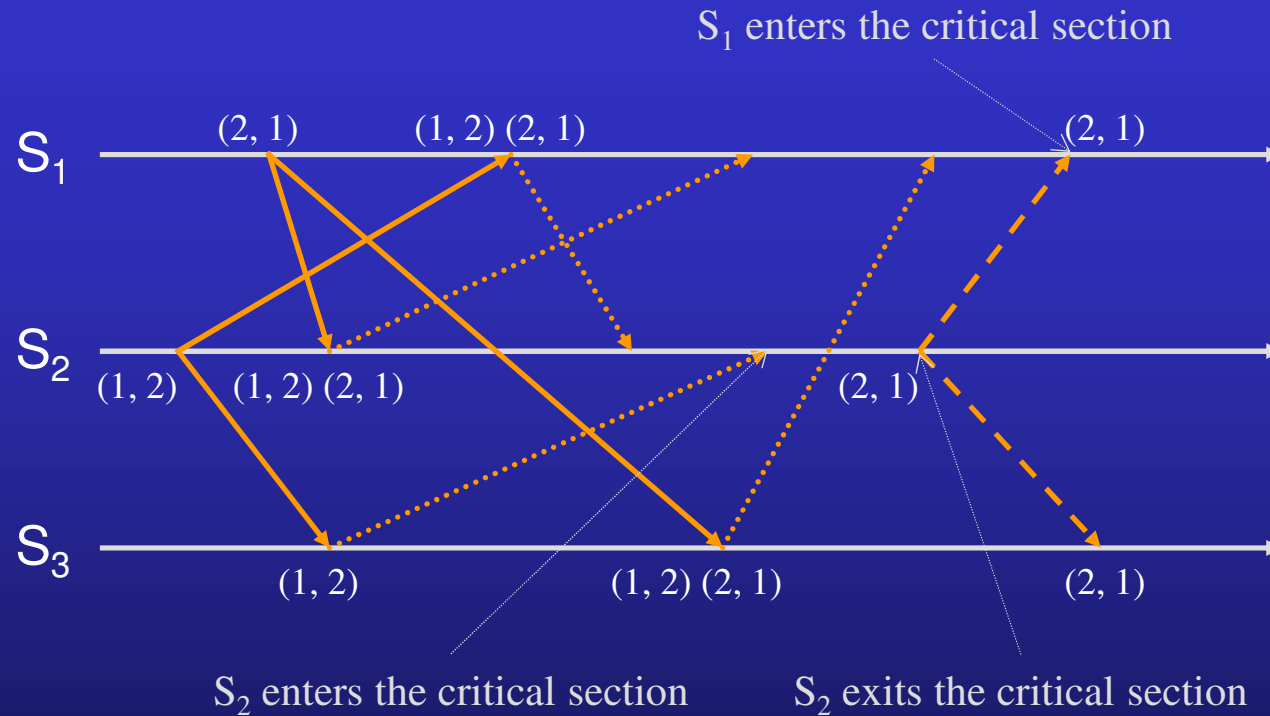 S₁ enters the critical section
(2, 1) (1, 2) (2, 1) (2, 1)
S₁
S₂
(1, 2) (1, 2) (2, 1) (2, 1)
S₃
(1, 2) (1, 2) (2, 1) (2, 1)
S₂ enters the critical section S₂ exits the critical section